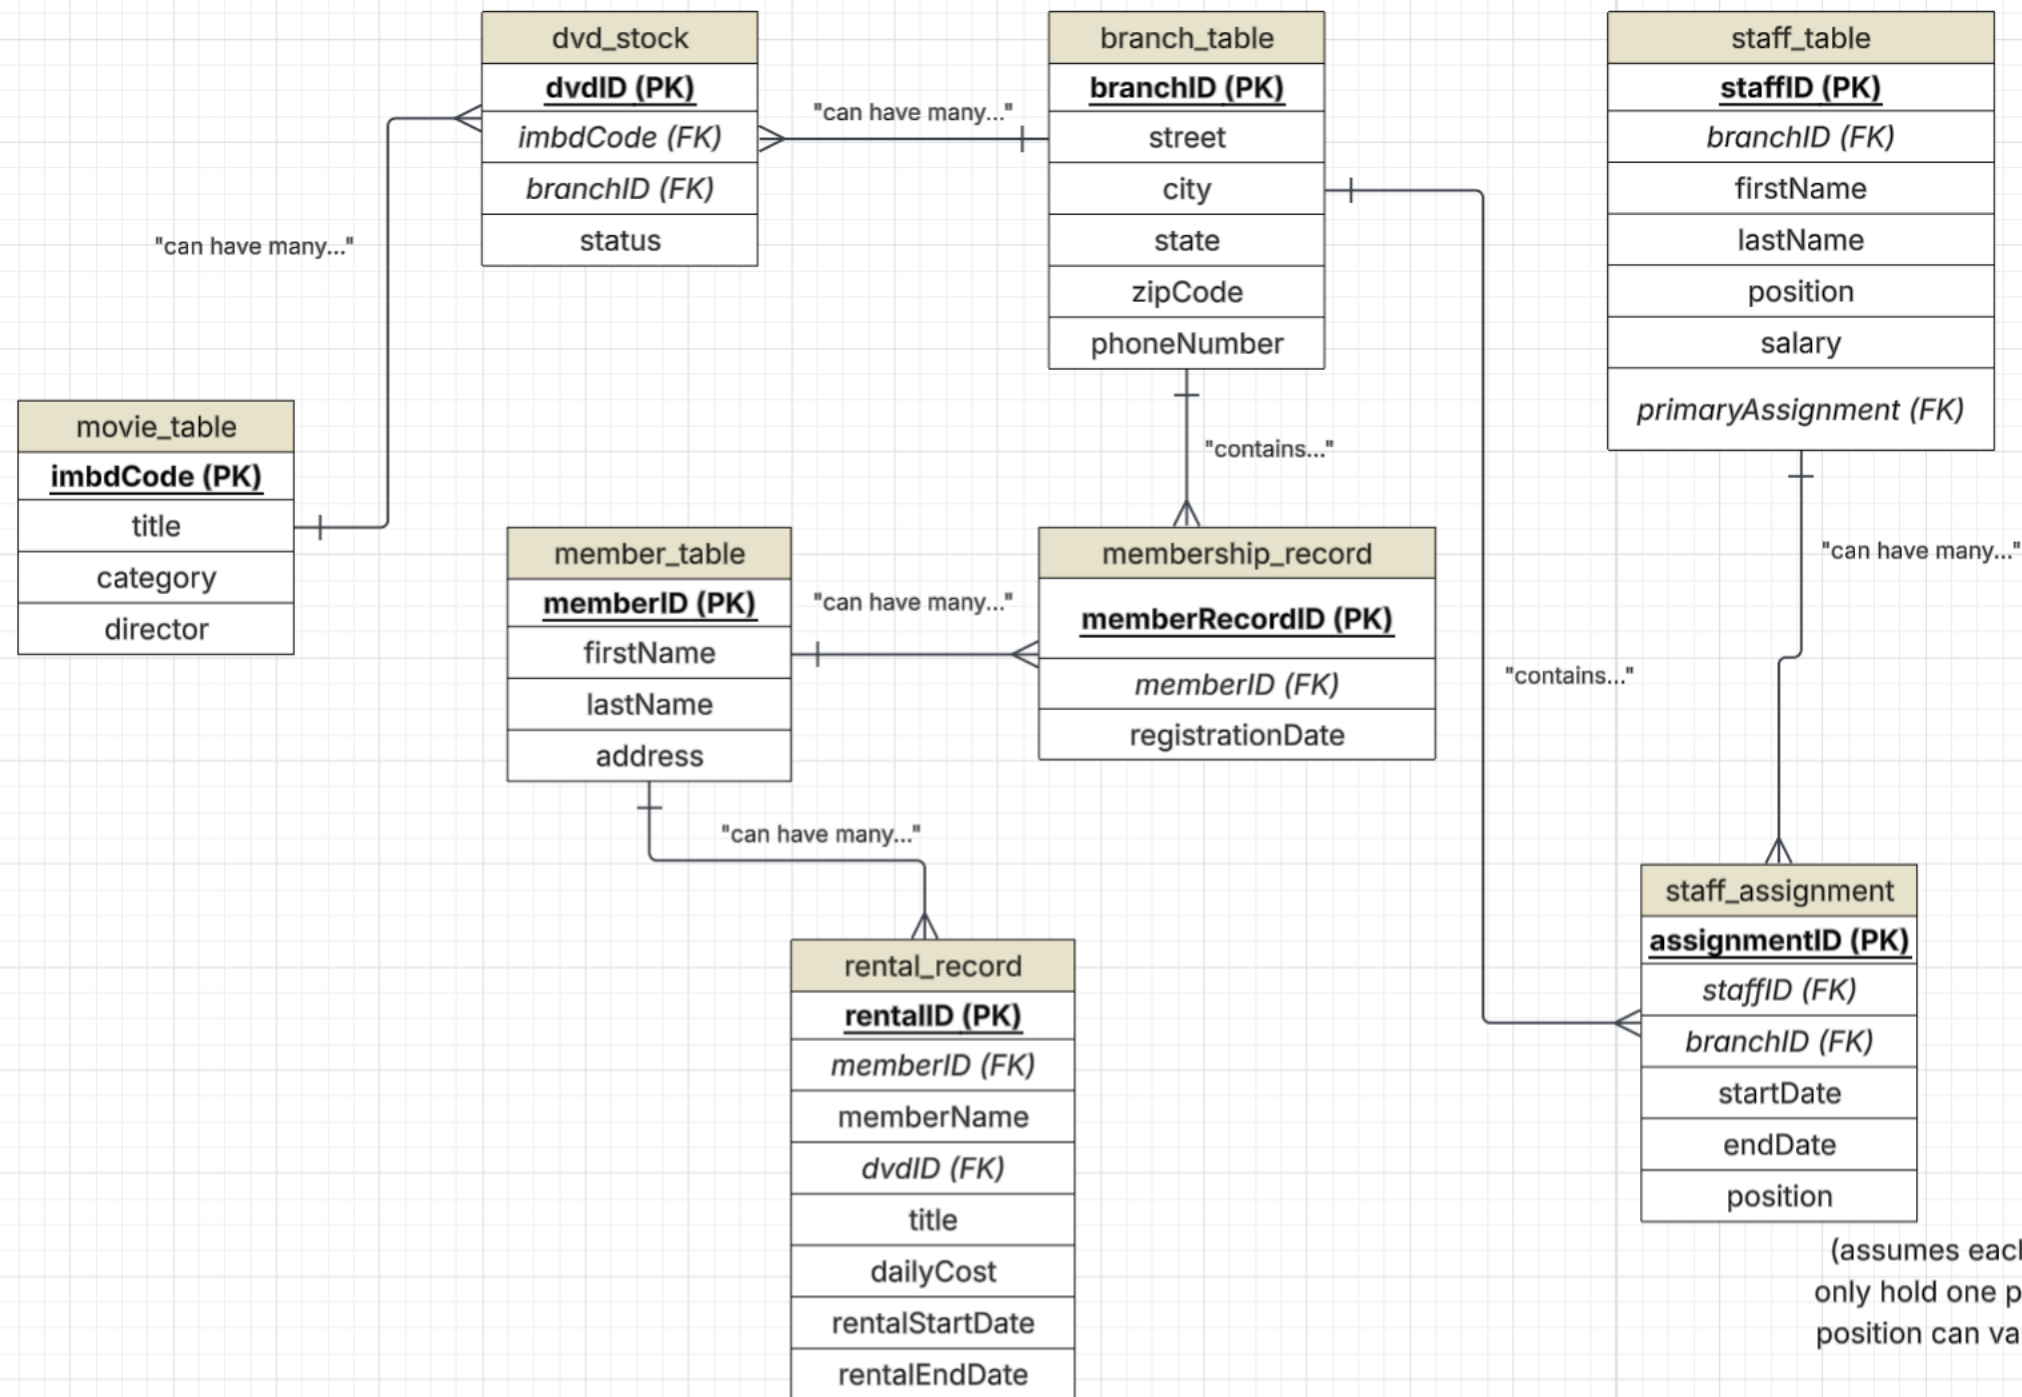 dvd_stock
dvdID (PK)
imbdCode (FK)
branchID (FK)
status
"can have many..."
branch_table
branchID (PK)
street
city
state
zipCode
phoneNumber
staff_table
staffID (PK)
branchID (FK)
firstName
lastName
position
salary
primaryAssignment (FK)
"can have many..."
movie_table
imbdCode (PK)
title
category
director
"contains..."
"can have many..."
member_table
memberID (PK)
firstName
lastName
address
"can have many..."
membership_record
memberRecordID (PK)
memberID (FK)
registrationDate
"contains..."
"can have many..."
rental_record
rentalID (PK)
memberID (FK)
memberName
dvdID (FK)
title
dailyCost
rentalStartDate
rentalEndDate
staff_assignment
assignmentID (PK)
staffID (FK)
branchID (FK)
startDate
endDate
position
(assumes
only hold one
position can